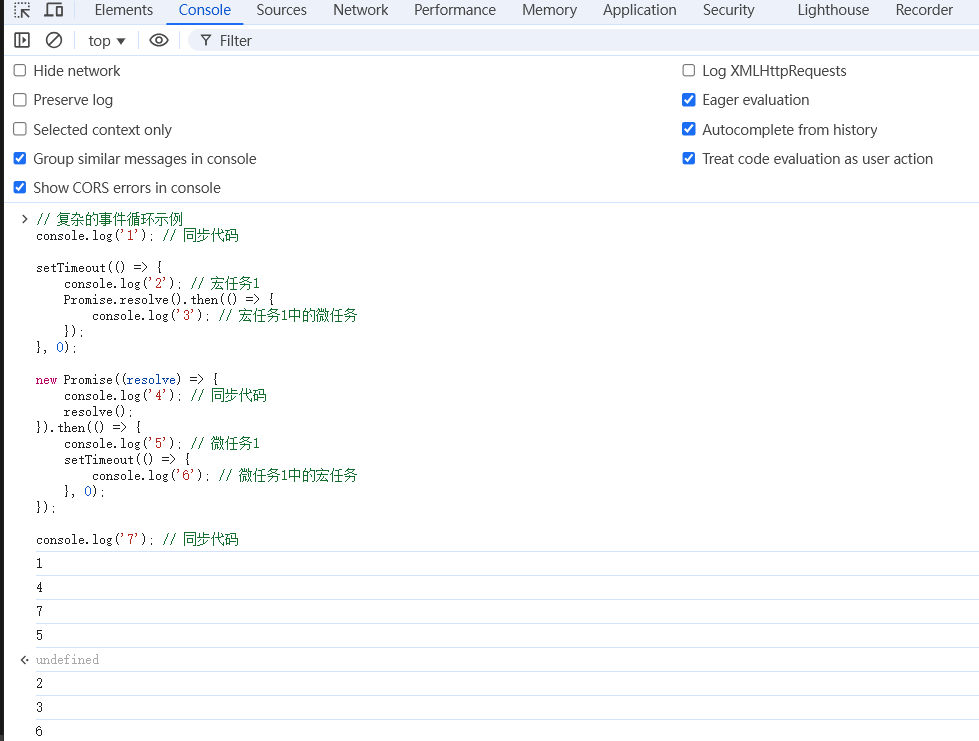 Elements Console Sources Network Performance Memory Application Security Lighthouse Recorder
top Filter
Hide network Log XMLHttpRequests
Preserve log Eager evaluation
Selected context only Autocomplete from history
Group similar messages in console Treat code evaluation as user action
Show CORS errors in console
// 复杂的事件循环示例
console.log('1'); // 同步代码
setTimeout(() => {
console.log('2'); // 宏任务1
Promise.resolve().then(() => {
console.log('3'); // 宏任务1中的微任务
});
}, 0);
new Promise((resolve) => {
console.log('4'); // 同步代码
resolve();
}).then(() => {
console.log('5'); // 微任务1
setTimeout(() => {
console.log('6'); // 微任务1中的宏任务
}, 0);
});
console.log('7'); // 同步代码
1
4
7
5
undefined
2
3
6